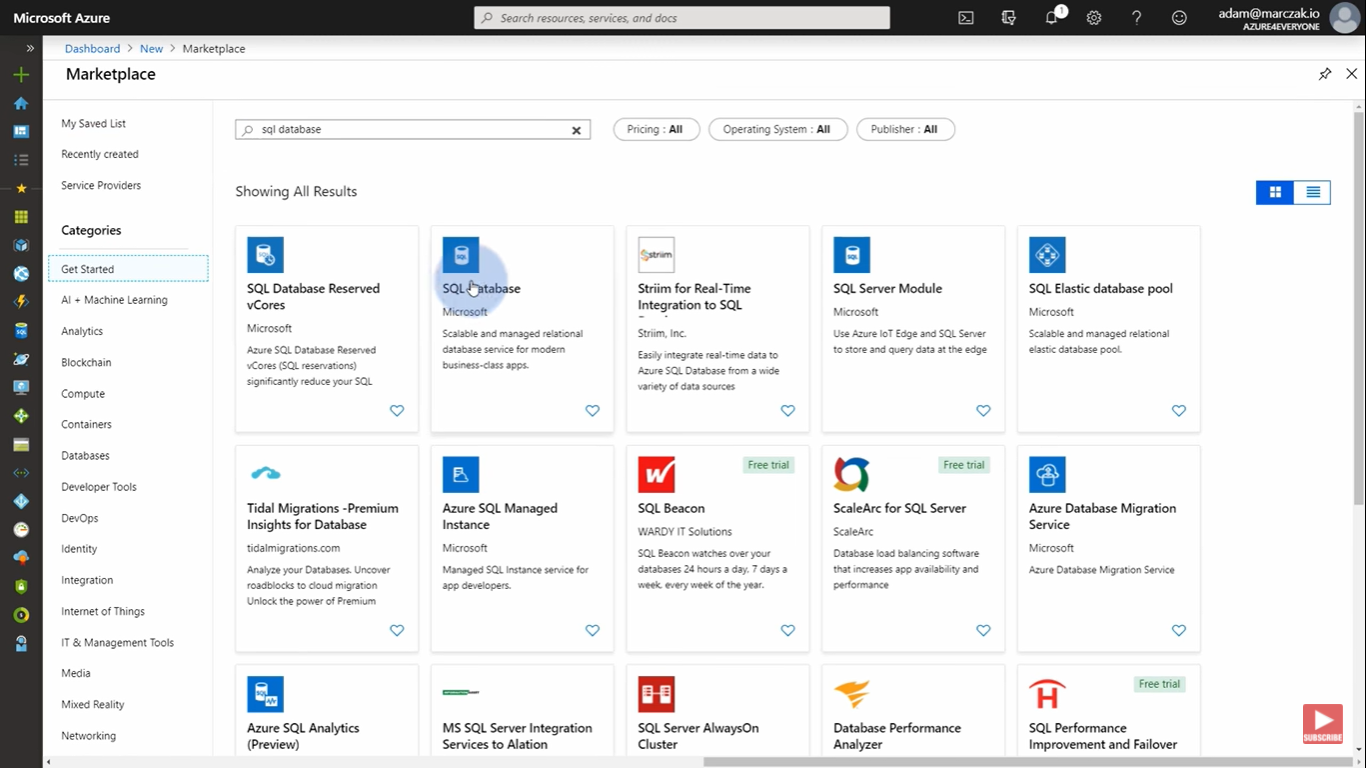 Microsoft Azure
Search resources, services, and docs
1
adam@marczak.io
AZURE4EVERYONE
Dashboard > New > Marketplace
Marketplace
My Saved List
Recently created
Service Providers
Categories
Get Started
AI + Machine Learning
Analytics
Blockchain
Compute
Containers
Databases
Developer Tools
DevOps
Identity
Integration
Internet of Things
IT & Management Tools
Media
Mixed Reality
Networking
sql database
Pricing : All
Operating System : All
Publisher : All
Showing All Results
SQL Database Reserved
vCores
Microsoft
Azure SQL Database Reserved
vCores (SQL reservations)
significantly reduce your SQL
SQL Database
Microsoft
Scalable and managed relational
database service for modern
business-class apps.
Striim
Striim for Real-Time
Integration to SQL
Striim, Inc.
Easily integrate real-time data to
Azure SQL Database from a wide
variety of data sources
SQL Server Module
Microsoft
Use Azure IoT Edge and SQL Server
to store and query data at the edge
SQL Elastic database pool
Microsoft
Scalable and managed relational
elastic database pool.
Tidal Migrations -Premium
Insights for Database
tidalmigrations.com
Analyze your Databases. Uncover
roadblocks to cloud migration
Unlock the power of Premium
Azure SQL Managed
Instance
Microsoft
Managed SQL Instance service for
app developers.
Free trial
SQL Beacon
WARDY IT Solutions
SQL Beacon watches over your
databases 24 hours a day, 7 days a
week, every week of the year.
Free trial
ScaleArc for SQL Server
ScaleArc
Database load balancing software
that increases app availability and
performance
Azure Database Migration
Service
Microsoft
Azure Database Migration Service
Azure SQL Analytics
(Preview)
MS SQL Server Integration
Services to Alation
SQL Server AlwaysOn
Cluster
Database Performance
Analyzer
Free trial
SQL Performance
Improvement and Failover
SUBSCRIBE